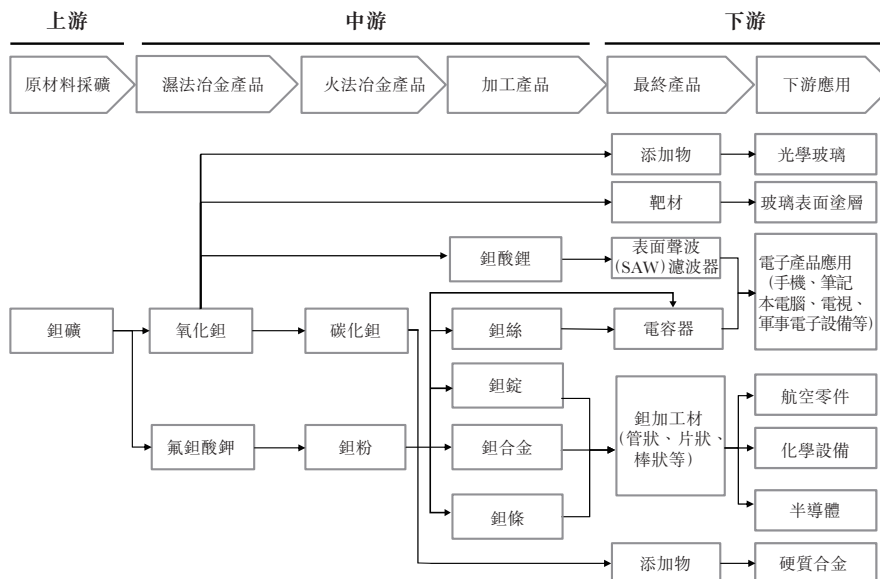 上游
中游
下游
原材料採礦
濕法冶金產品
火法冶金產品
加工產品
最終產品
下游應用
添加物
光學玻璃
靶材
玻璃表面塗層
鉭酸鋰
表面聲波
(SAW)濾波器
電子產品應用
(手機、筆記
本電腦、電視、
軍事電子設備等)
鉭礦
氧化鉭
碳化鉭
鉭絲
電容器
鉭錠
鉭加工材
(管狀、片狀、
棒狀等)
航空零件
氟鉭酸鉀
鉭粉
鉭合金
化學設備
鉭條
半導體
添加物
硬質合金